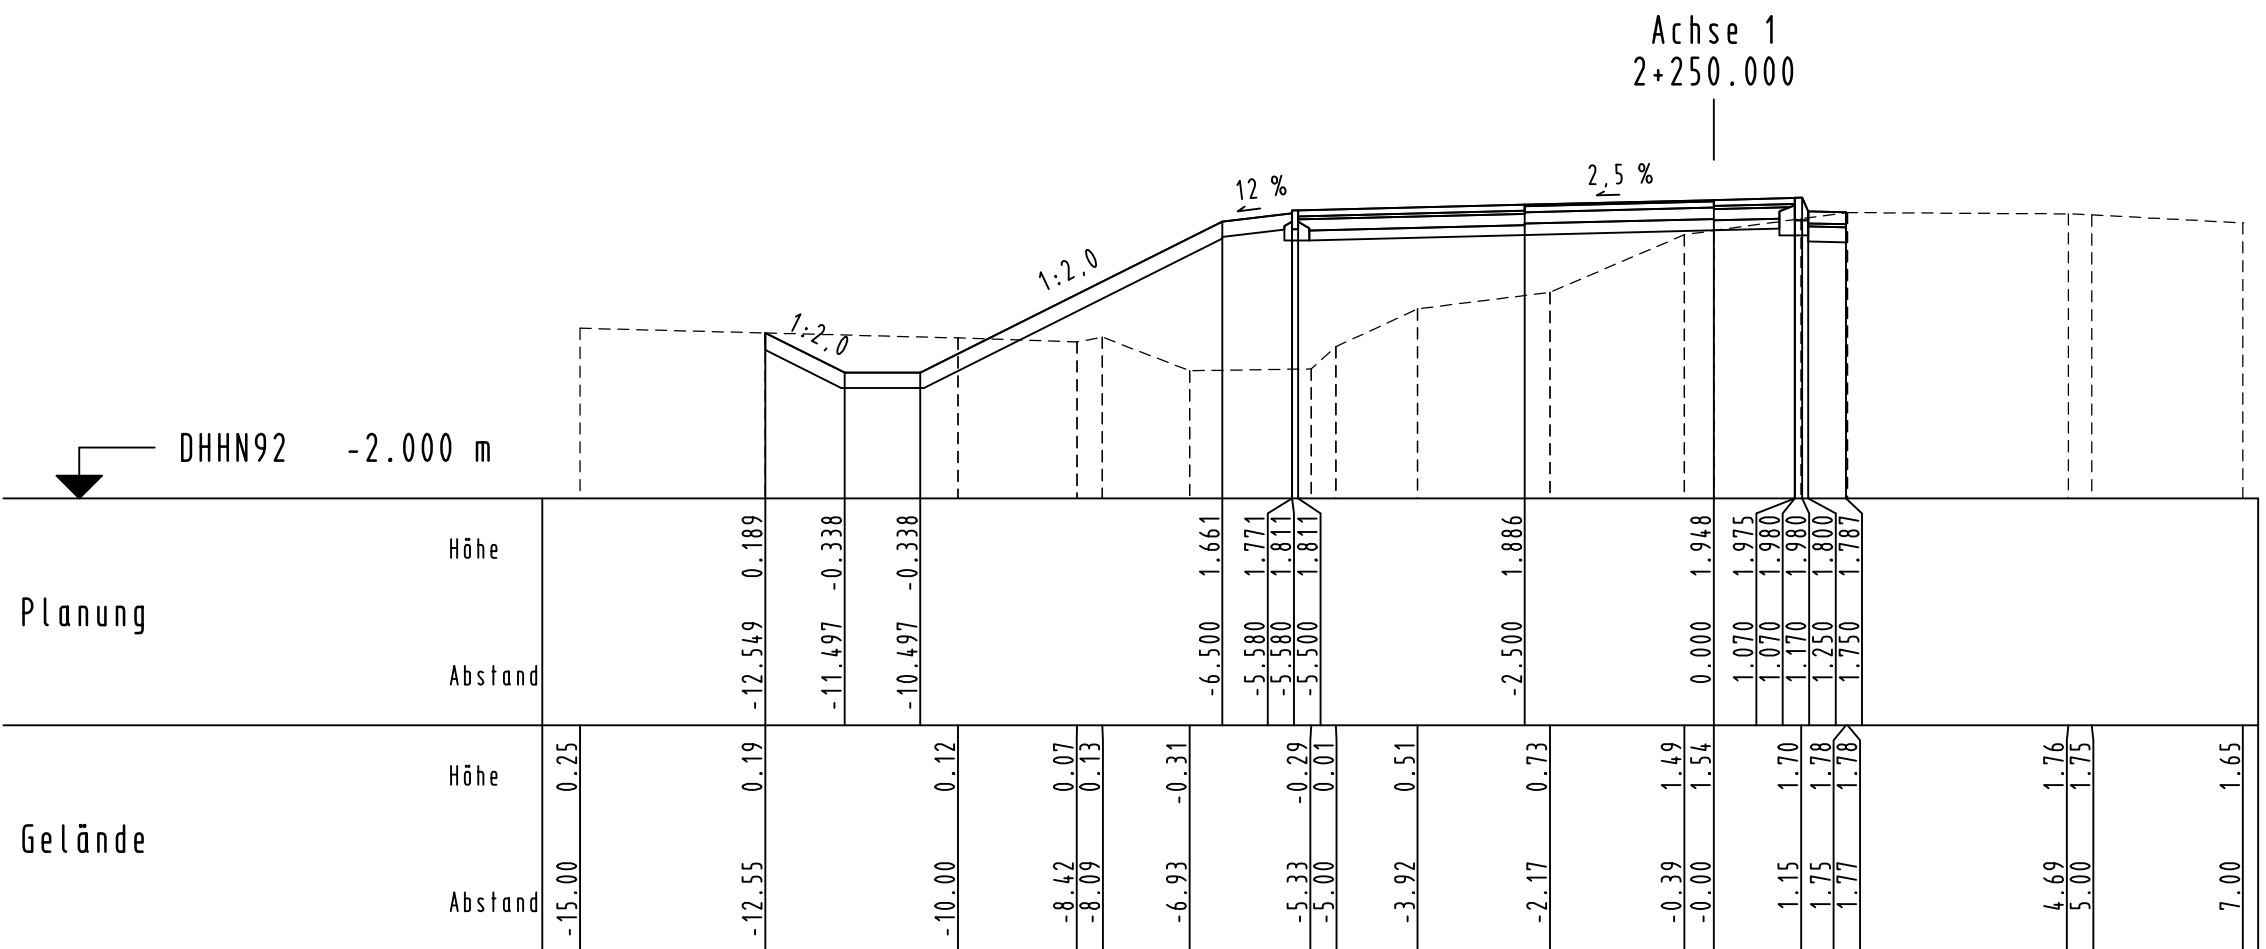 Achse 1
2+250.000
12 %
2,5 %
1:2.0
1:2.0
DHHN92 -2.000 m
Planung
Höhe
0.189 -0.338 -0.338 1.661 1.771 1.811 1.811 1.886 1.948 1.975 1.980 1.980 1.800 1.787
Abstand
-12.549 -11.497 -10.497 -6.500 -5.580 -5.580 -5.500 -2.500 0.000 1.070 1.070 1.170 1.250 1.750
Gelände
Höhe
0.25 0.19 0.12 0.07 0.13 -0.31 -0.29 0.01 0.51 0.73 1.49 1.54 1.70 1.78 1.78 1.76 1.75 1.65
Abstand
-15.00 -12.55 -10.00 -8.42 -8.09 -6.93 -5.33 -5.00 -3.92 -2.17 -0.39 -0.00 1.15 1.75 1.77 4.69 5.00 7.00